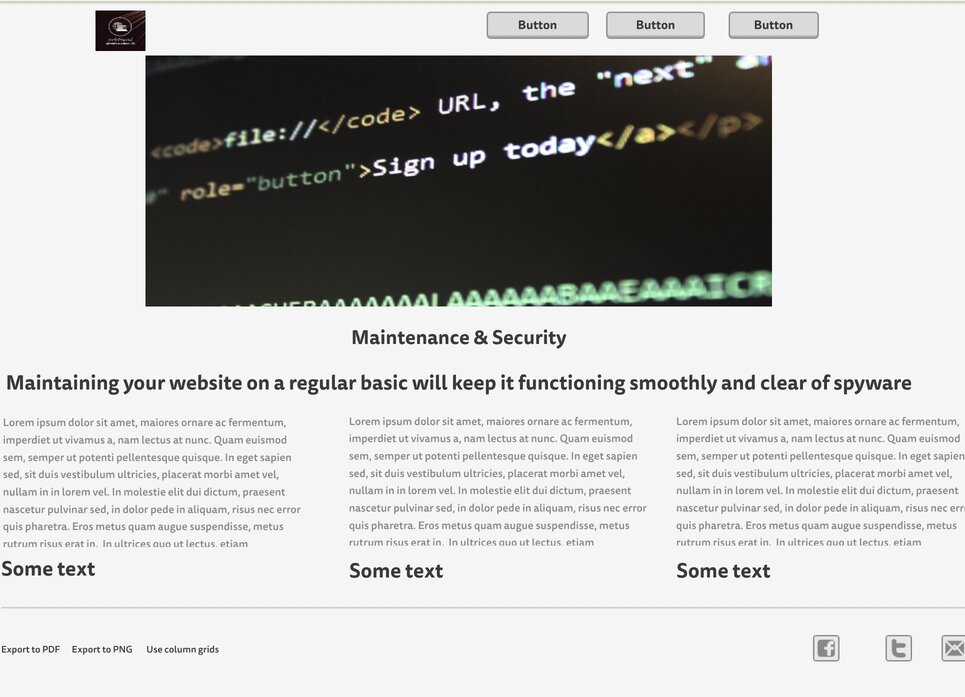 Button
Button
Button
<code>file://</code> URL, the "next"
role="button">Sign up today</a></p>
Maintenance & Security
Maintaining your website on a regular basic will keep it functioning smoothly and clear of spyware
Lorem ipsum dolor sit amet, maiores ornare ac fermentum,
imperdiet ut vivamus a, nam lectus at nunc. Quam euismod
sem, semper ut potenti pellentesque quisque. In eget sapien
sed, sit duis vestibulum ultricies, placerat morbi amet vel,
nullam in in lorem vel. In molestie elit dui dictum, praesent
nascetur pulvinar sed, in dolor pede in aliquam, risus nec error
quis pharetra. Eros metus quam augue suspendisse, metus
rutrum risus erat in. In ultrices quo ut lectus, etiam
Some text
Lorem ipsum dolor sit amet, maiores ornare ac fermentum,
imperdiet ut vivamus a, nam lectus at nunc. Quam euismod
sem, semper ut potenti pellentesque quisque. In eget sapien
sed, sit duis vestibulum ultricies, placerat morbi amet vel,
nullam in in lorem vel. In molestie elit dui dictum, praesent
nascetur pulvinar sed, in dolor pede in aliquam, risus nec error
quis pharetra. Eros metus quam augue suspendisse, metus
rutrum risus erat in. In ultrices quo ut lectus, etiam
Some text
Lorem ipsum dolor sit amet, maiores ornare ac fermentum,
imperdiet ut vivamus a, nam lectus at nunc. Quam euismod
sem, semper ut potenti pellentesque quisque. In eget sapien
sed, sit duis vestibulum ultricies, placerat morbi amet vel,
nullam in in lorem vel. In molestie elit dui dictum, praesent
nascetur pulvinar sed, in dolor pede in aliquam, risus nec
quis pharetra. Eros metus quam augue suspendisse, metus
rutrum risus erat in. In ultrices quo ut lectus, etiam
Some text
Export to PDF Export to PNG Use column grids